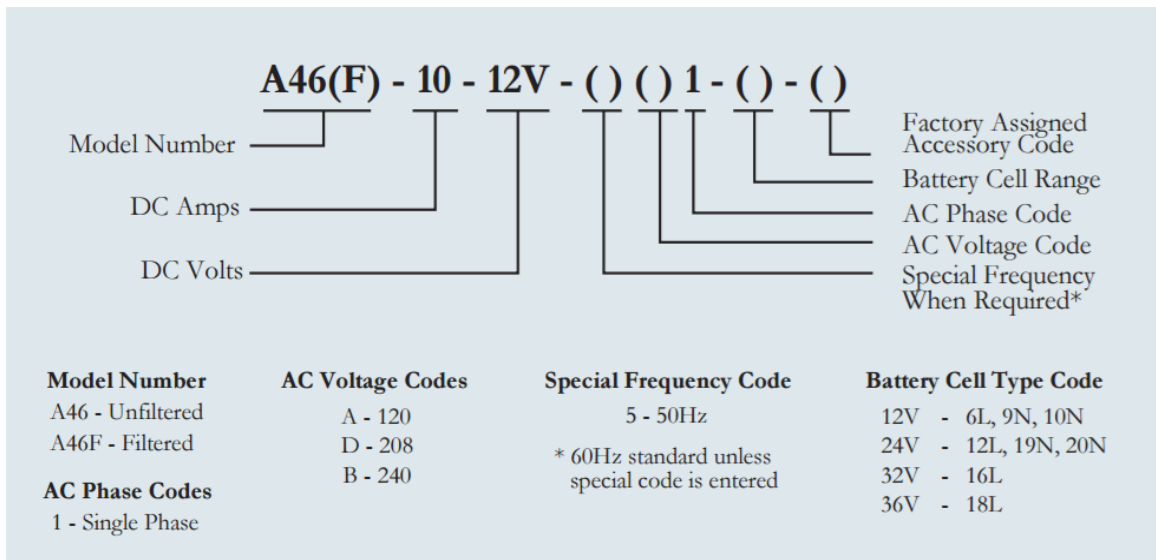 A46(F) - 10 - 12V - ( ) ( ) 1 - ( ) - ( )
Model Number
DC Amps
DC Volts
Factory Assigned
Accessory Code
Battery Cell Range
AC Phase Code
AC Voltage Code
Special Frequency
When Required*
Model Number
A46 - Unfiltered
A46F - Filtered
AC Phase Codes
1 - Single Phase
AC Voltage Codes
A - 120
D - 208
B - 240
Special Frequency Code
5 - 50Hz
* 60Hz standard unless
special code is entered
Battery Cell Type Code
12V - 6L, 9N, 10N
24V - 12L, 19N, 20N
32V - 16L
36V - 18L